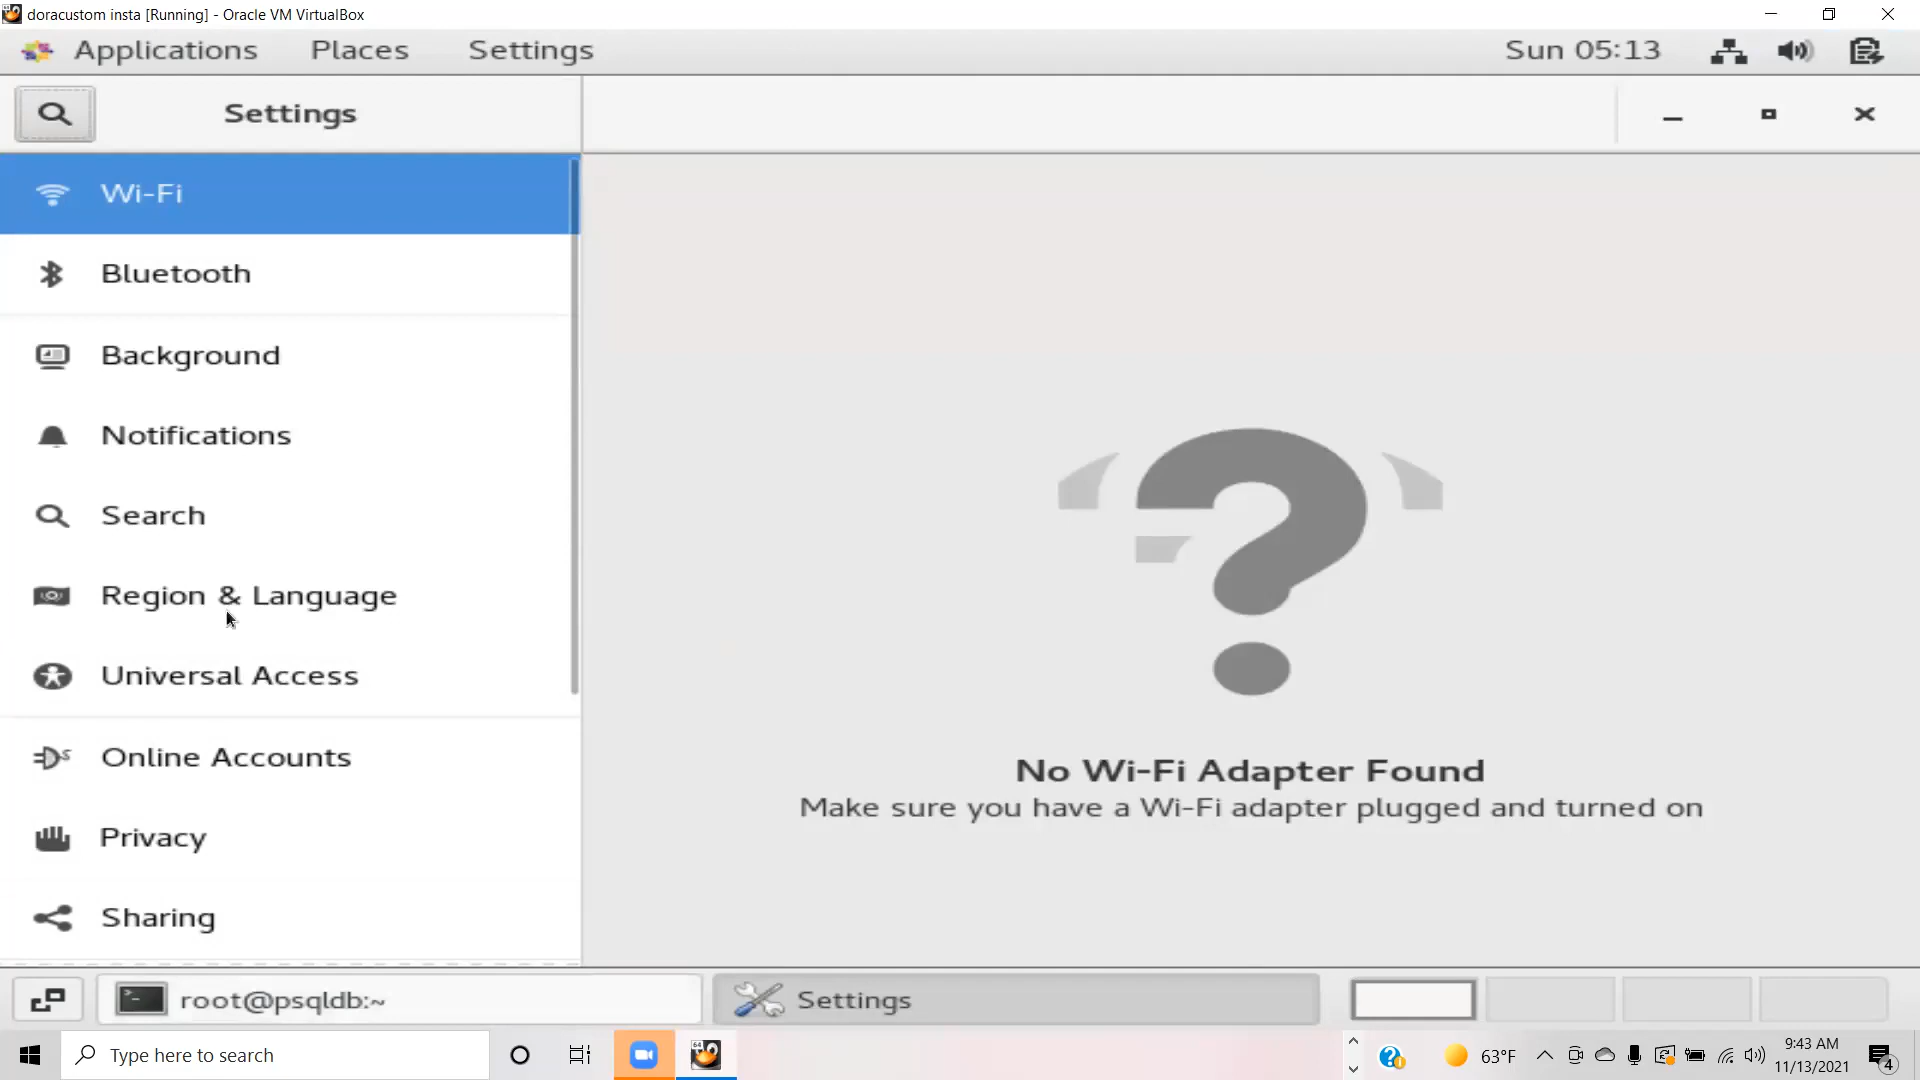 doracustom insta [Running] - Oracle VM VirtualBox
Applications Places Settings Sun 05:13
Settings
Wi-Fi
Bluetooth
Background
Notifications
Search
Region & Language
Universal Access
Online Accounts
Privacy
Sharing
No Wi-Fi Adapter Found
Make sure you have a Wi-Fi adapter plugged and turned on
root@psqldb:~ Settings
Type here to search
64
63°F
9:43 AM
11/13/2021
4